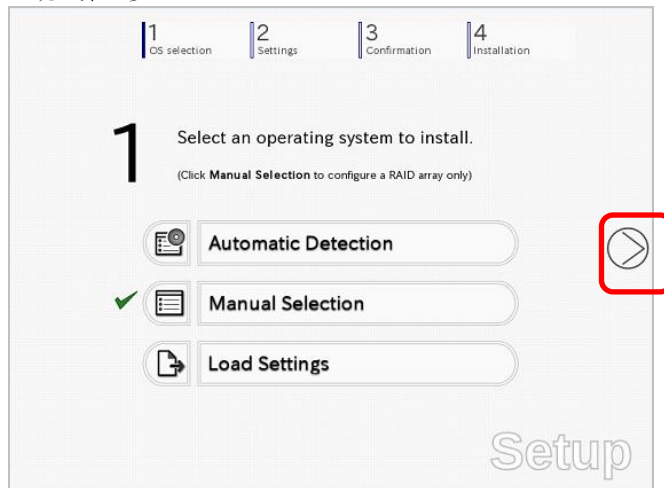 1
OS selection
2
Settings
3
Confirmation
4
Installation
1
Select an operating system to install.
(Click Manual Selection to configure a RAID array only)
Automatic Detection
Manual Selection
Load Settings
Setup